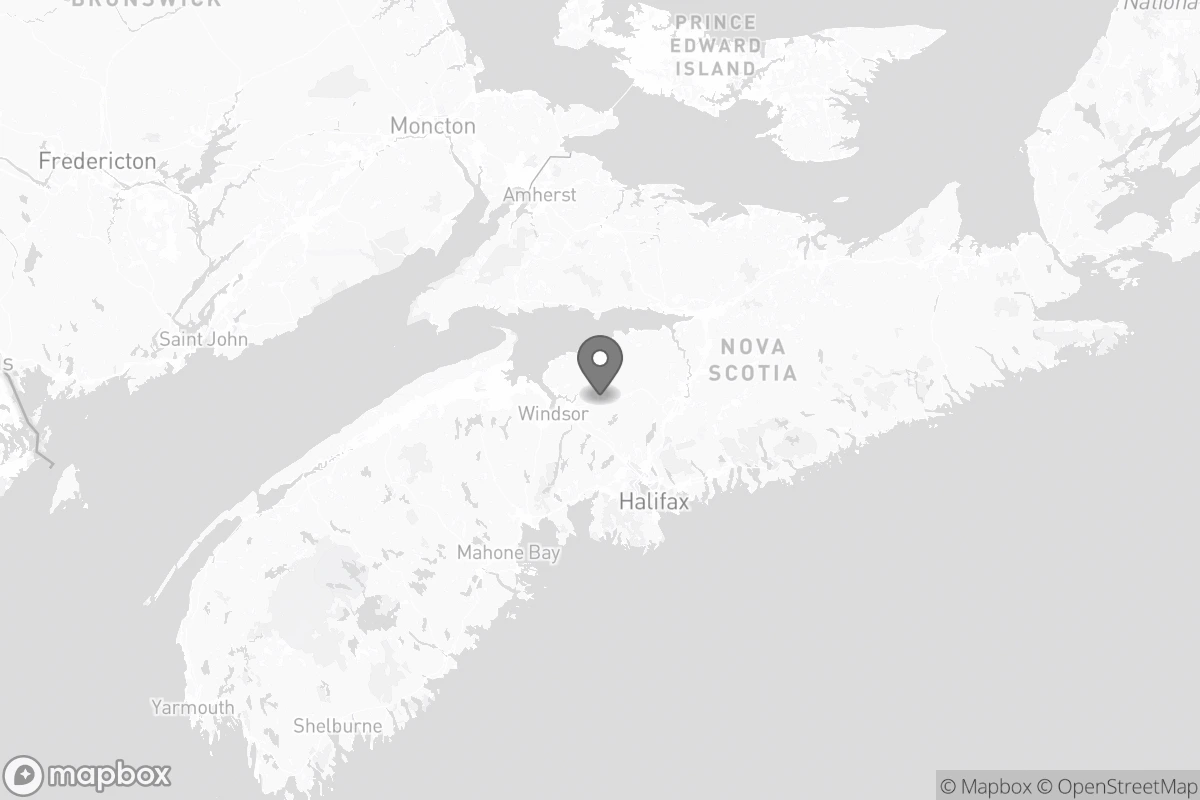 BRUNSWICK
National
PRINCE
EDWARD
ISLAND
Moncton
Fredericton
Amherst
Saint John
NOVA
SCOTIA
s
Windsor
Halifax
Mahone Bay
Yarmouth
Shelburne
mapbox
© Mapbox © OpenStreetMap